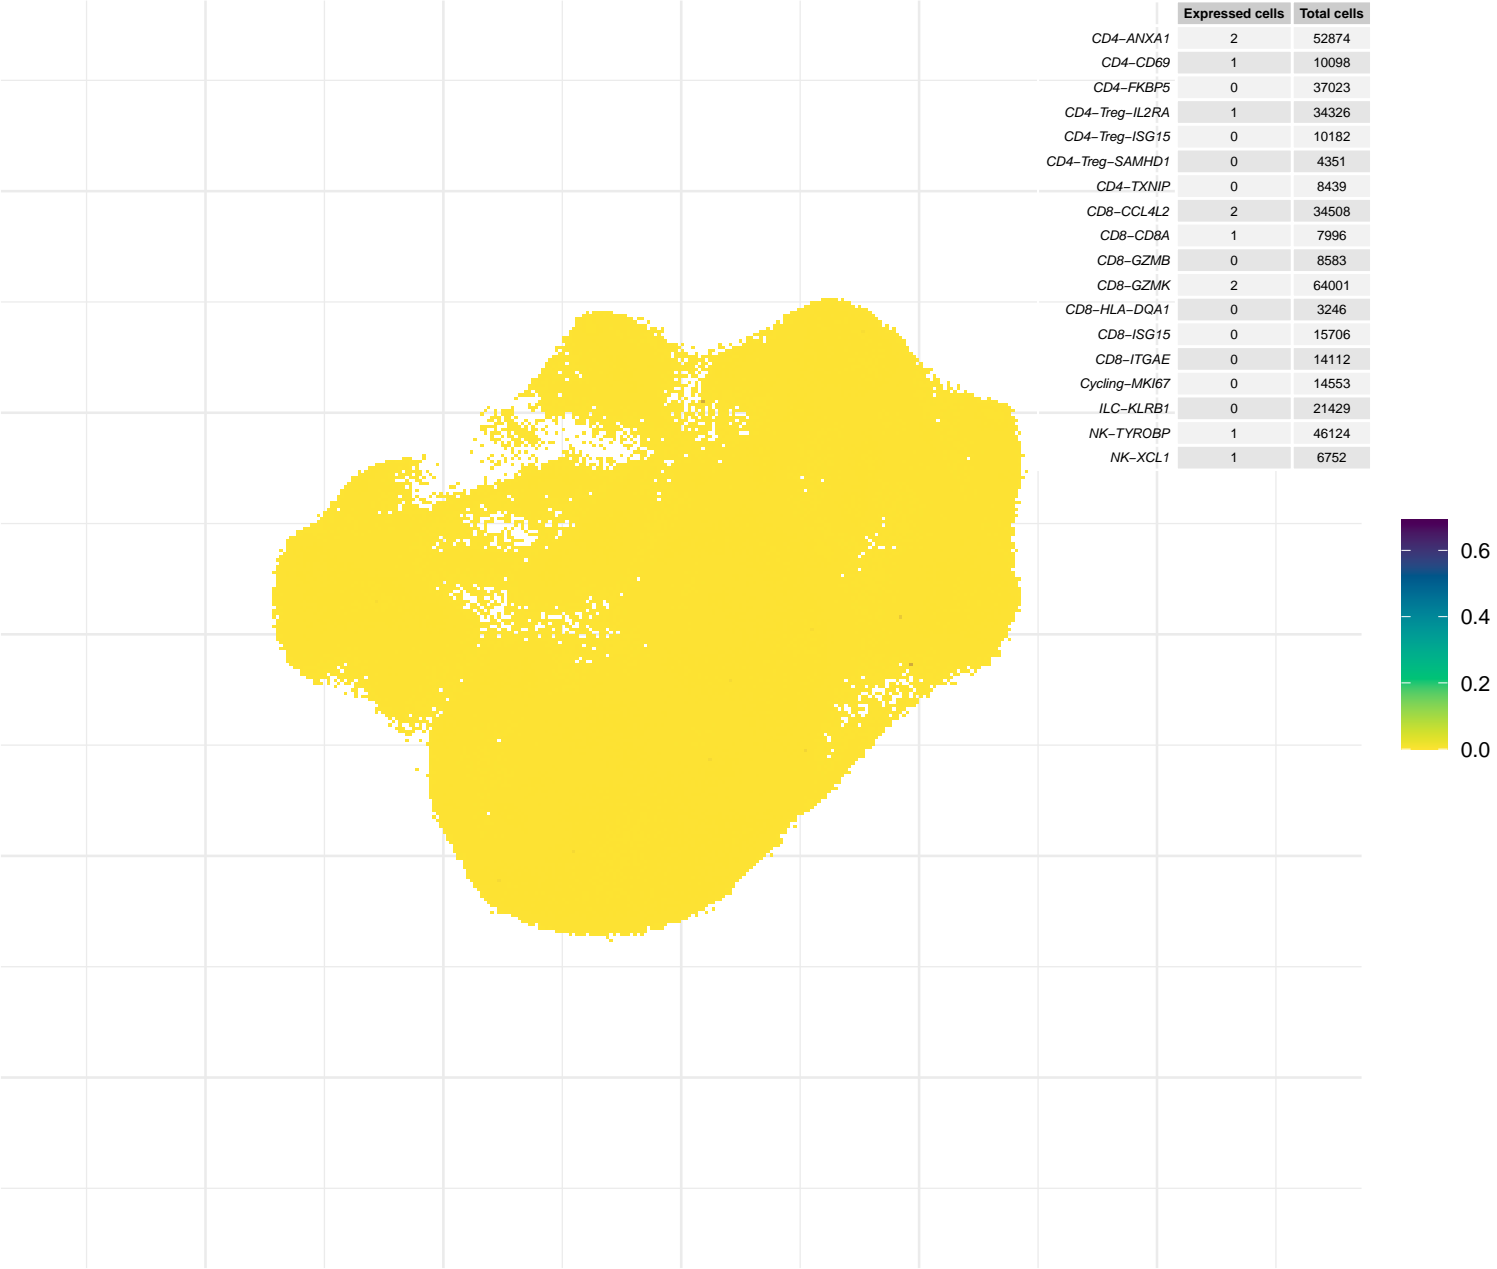 Expressed cells Total cells
CD4−ANXA1 2 52874
CD4−CD69 1 10098
CD4−FKBP5 0 37023
CD4−Treg−IL2RA 1 34326
CD4−Treg−ISG15 0 10182
CD4−Treg−SAMHD1 0 4351
CD4−TXNIP 0 8439
CD8−CCL4L2 2 34508
CD8−CD8A 1 7996
CD8−GZMB 0 8583
CD8−GZMK 2 64001
CD8−HLA−DQA1 0 3246
CD8−ISG15 0 15706
CD8−ITGAE 0 14112
Cycling−MKI67 0 14553
ILC−KLRB1 0 21429
NK−TYROBP 1 46124
NK−XCL1 1 6752
0.6
0.4
0.2
0.0